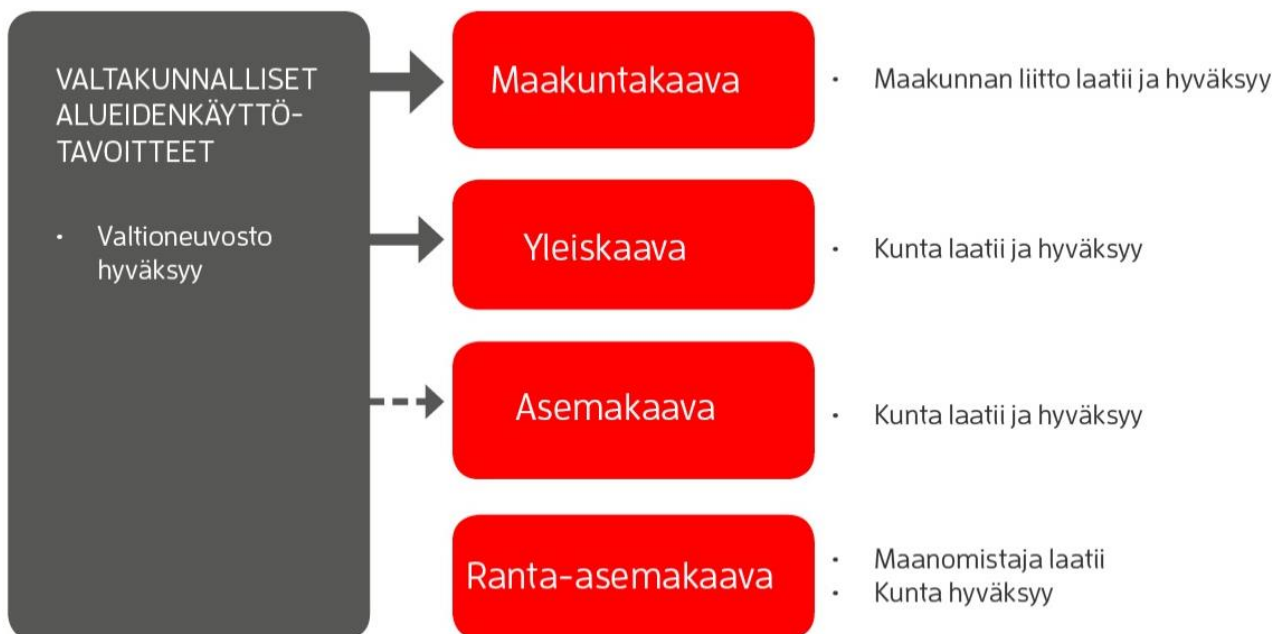 VALTAKUNNALLISET
ALUEIDENKÄYTTÖ-
TAVOITTEET
• Valtioneuvosto
hyväksyy
Maakuntakaava
• Maakunnan liitto laatii ja hyväksyy
Yleiskaava
• Kunta laatii ja hyväksyy
Asemakaava
• Kunta laatii ja hyväksyy
Ranta-asemakaava
• Maanomistaja laatii
• Kunta hyväksyy